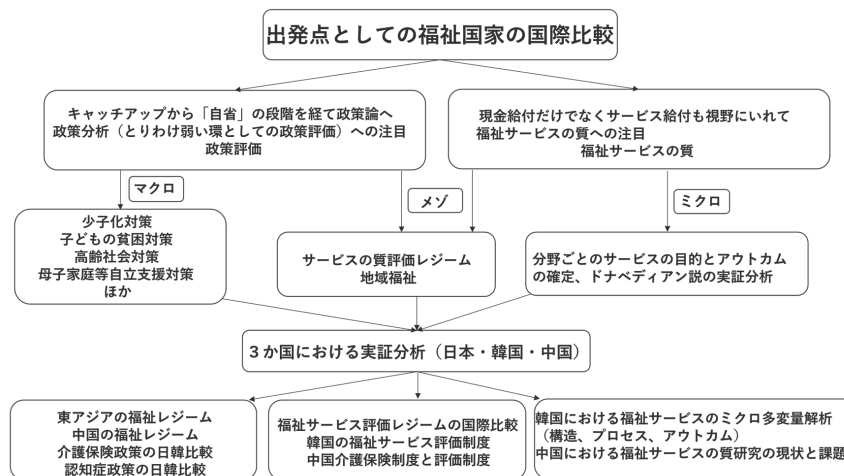 出発点としての福祉国家の国際比較
キャッチアップから「自省」の段階を経て政策論へ
政策分析（とりわけ弱い環としての政策評価）への注目
政策評価
現金給付だけでなくサービス給付も視野にいれて
福祉サービスの質への注目
福祉サービスの質
マクロ
メゾ
ミクロ
少子化対策
子どもの貧困対策
高齢社会対策
母子家庭等自立支援対策
ほか
サービスの質評価レジーム
地域福祉
分野ごとのサービスの目的とアウトカム
の確定、ドナベディアン説の実証分析
３か国における実証分析（日本・韓国・中国）
東アジアの福祉レジーム
中国の福祉レジーム
介護保険政策の日韓比較
認知症政策の日韓比較
福祉サービス評価レジームの国際比較
韓国の福祉サービス評価制度
中国介護保険制度と評価制度
韓国における福祉サービスのミクロ多変量解析
（構造、プロセス、アウトカム）
中国における福祉サービスの質研究の現状と課題